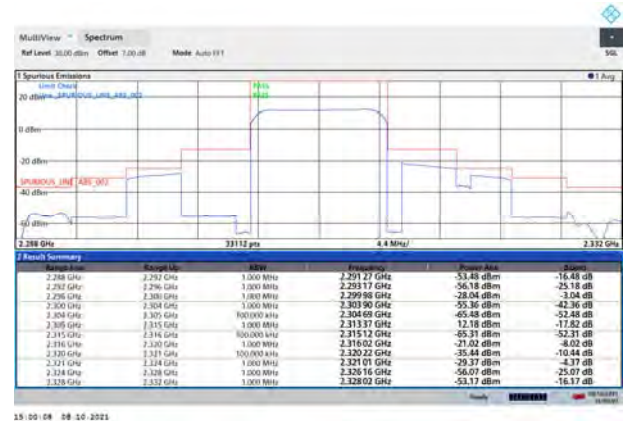 MultiView Spectrum
Ref Level 30.00 dBm Offset 7.00 dB Mode Auto FFT
SGL
1 Spurious Emissions
1 Avg
Limit Check PASS
Line _SPURIOUS_LINE_ABS_002 PASS
20 dBm
0 dBm
-20 dBm
SPURIOUS_LINE_ABS_002
-40 dBm
-60 dBm
2.288 GHz 33112 pts 4.4 MHz/ 2.332 GHz
2 Result Summary
Range Low Range Up RBW Frequency Power Abs
2.288 GHz 2.292 GHz 1.000 MHz 2.291 27 GHz -53.48 dBm -16.48 dB
2.292 GHz 2.296 GHz 1.000 MHz 2.293 17 GHz -56.18 dBm -25.18 dB
2.296 GHz 2.300 GHz 1.000 MHz 2.299 98 GHz -28.04 dBm -3.04 dB
2.300 GHz 2.304 GHz 1.000 MHz 2.303 90 GHz -55.36 dBm -42.36 dB
2.304 GHz 2.305 GHz 100.000 kHz 2.304 69 GHz -65.48 dBm -52.48 dB
2.305 GHz 2.315 GHz 1.000 MHz 2.313 37 GHz 12.18 dBm -17.82 dB
2.315 GHz 2.316 GHz 100.000 kHz 2.315 12 GHz -65.31 dBm -52.31 dB
2.316 GHz 2.320 GHz 1.000 MHz 2.316 02 GHz -21.02 dBm -8.02 dB
2.320 GHz 2.321 GHz 100.000 kHz 2.320 22 GHz -35.44 dBm -10.44 dB
2.321 GHz 2.324 GHz 1.000 MHz 2.321 01 GHz -29.37 dBm -4.37 dB
2.324 GHz 2.328 GHz 1.000 MHz 2.326 16 GHz -56.07 dBm -25.07 dB
2.328 GHz 2.332 GHz 1.000 MHz 2.328 02 GHz -53.17 dBm -16.17 dB
Ready
15:00:08 08.10.2021